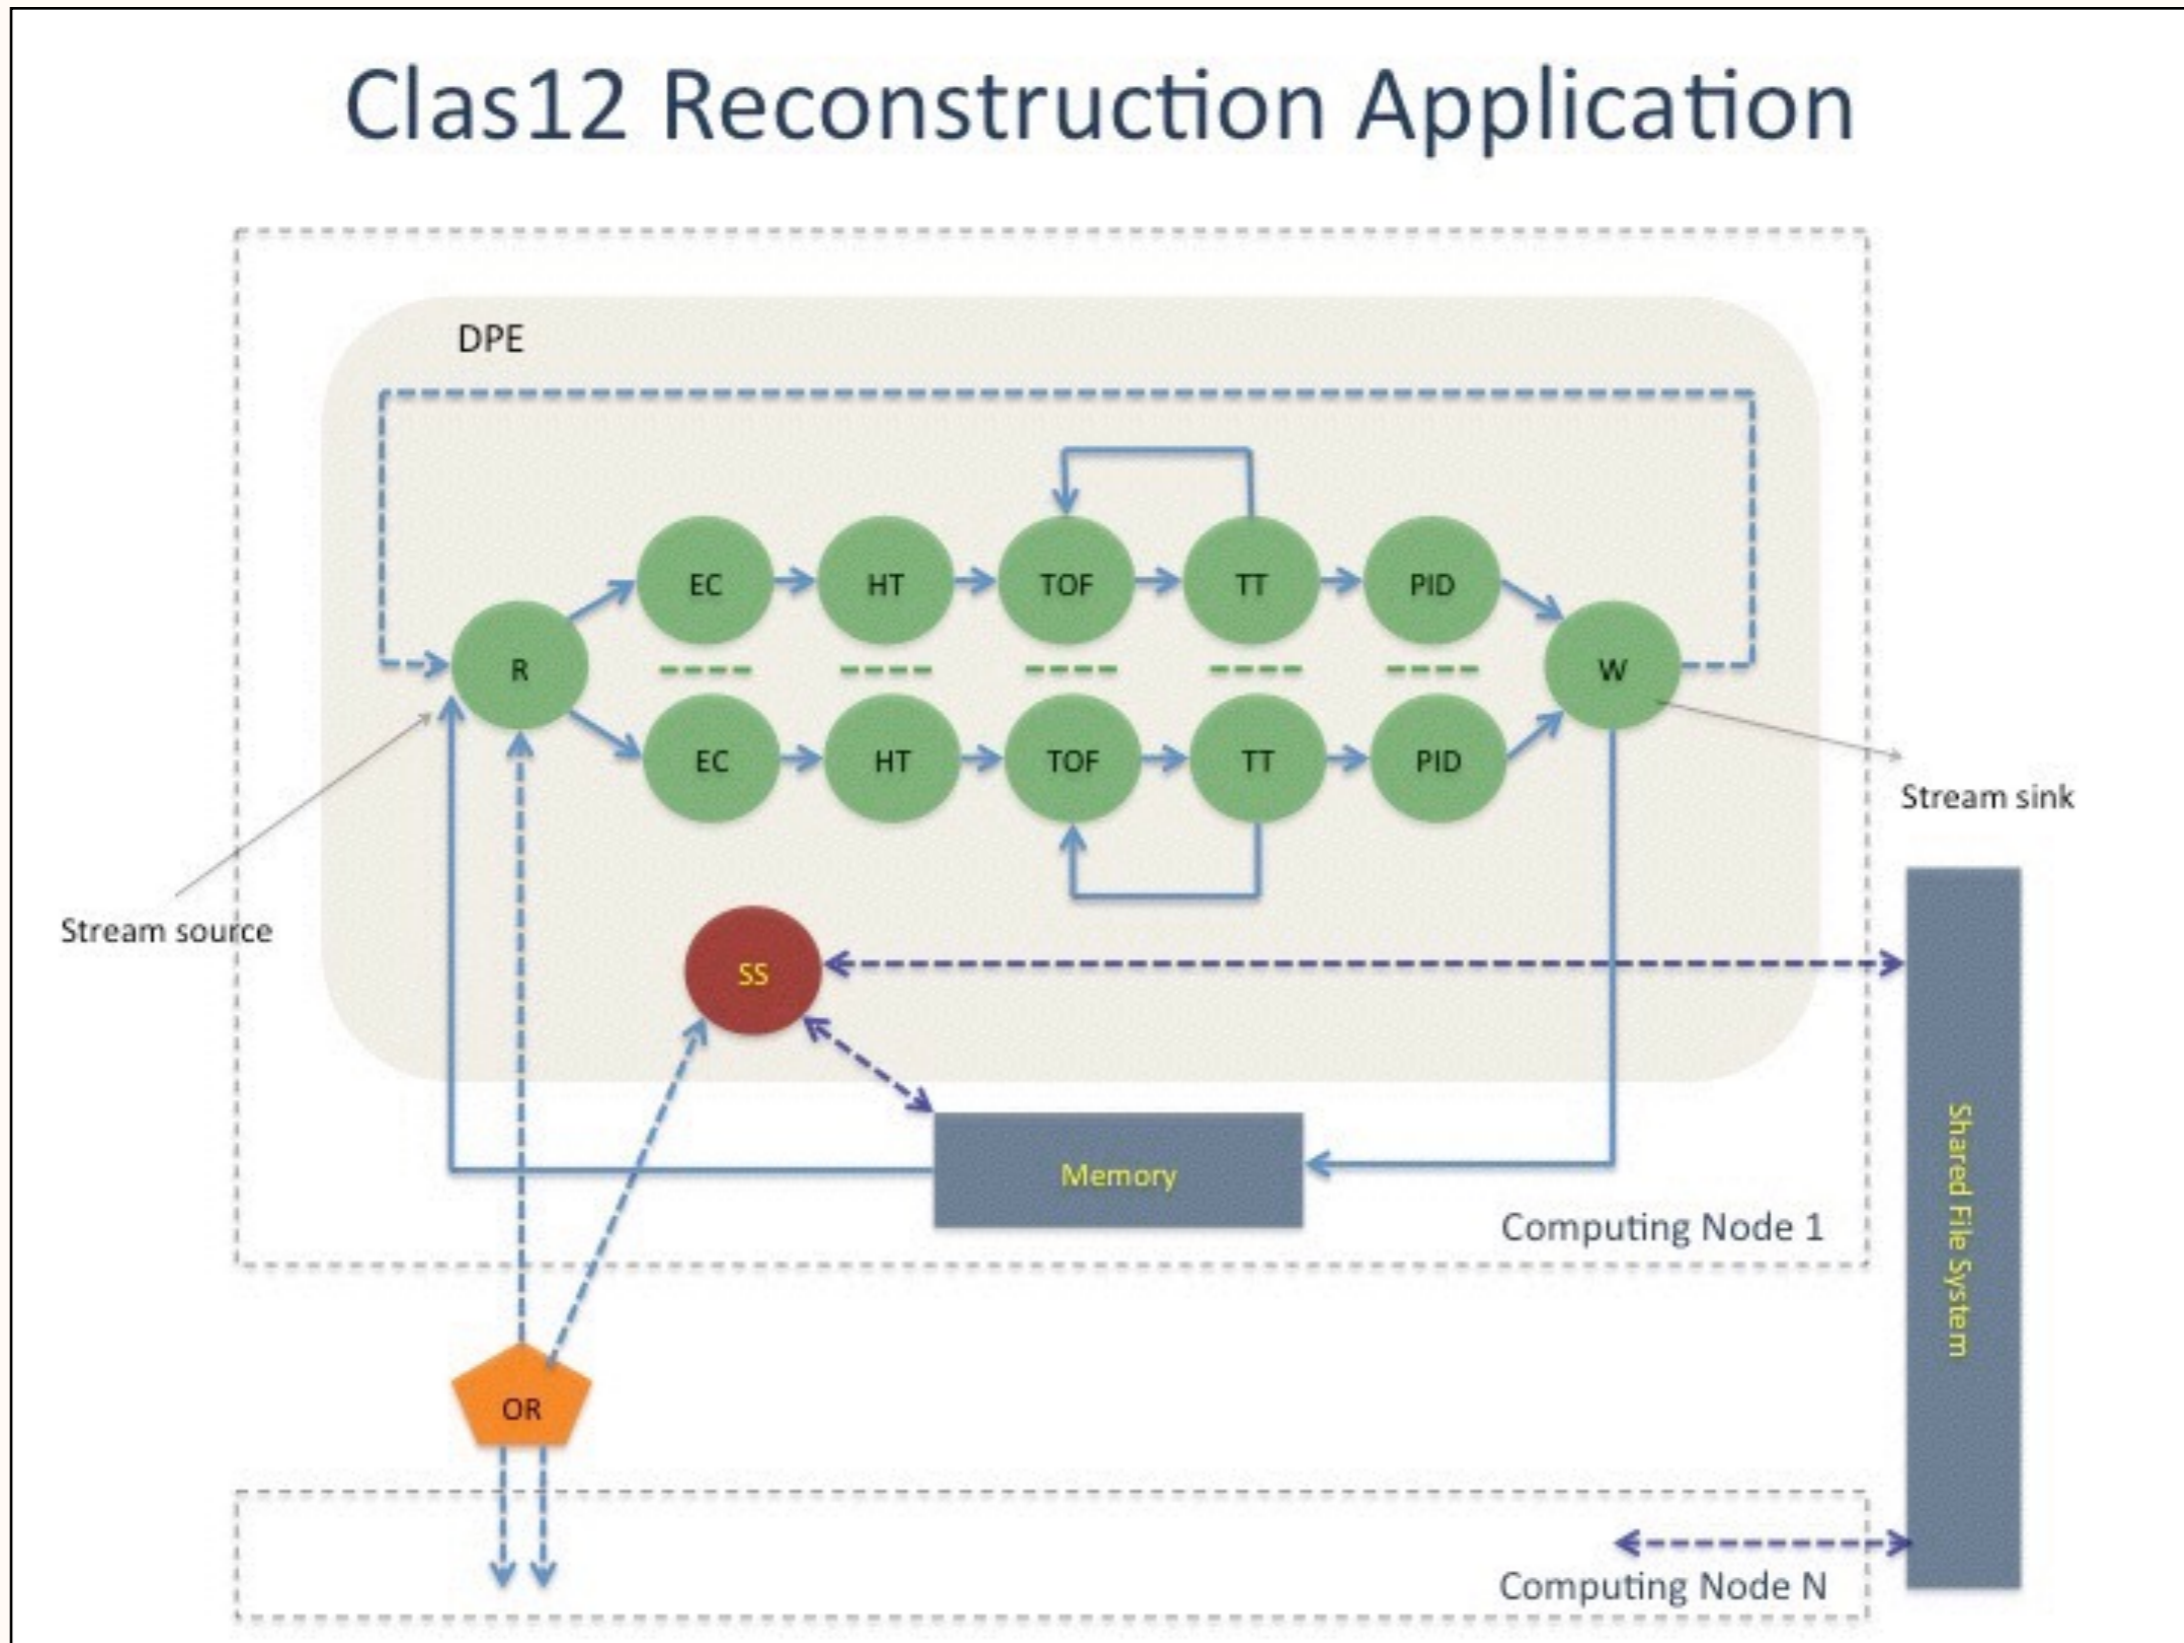 Clas12 Reconstruction Application
DPE
EC
HT
TOF
TT
PID
R
W
EC
HT
TOF
TT
PID
Stream sink
Stream source
SS
Memory
Computing Node 1
Shared File System
OR
Computing Node N